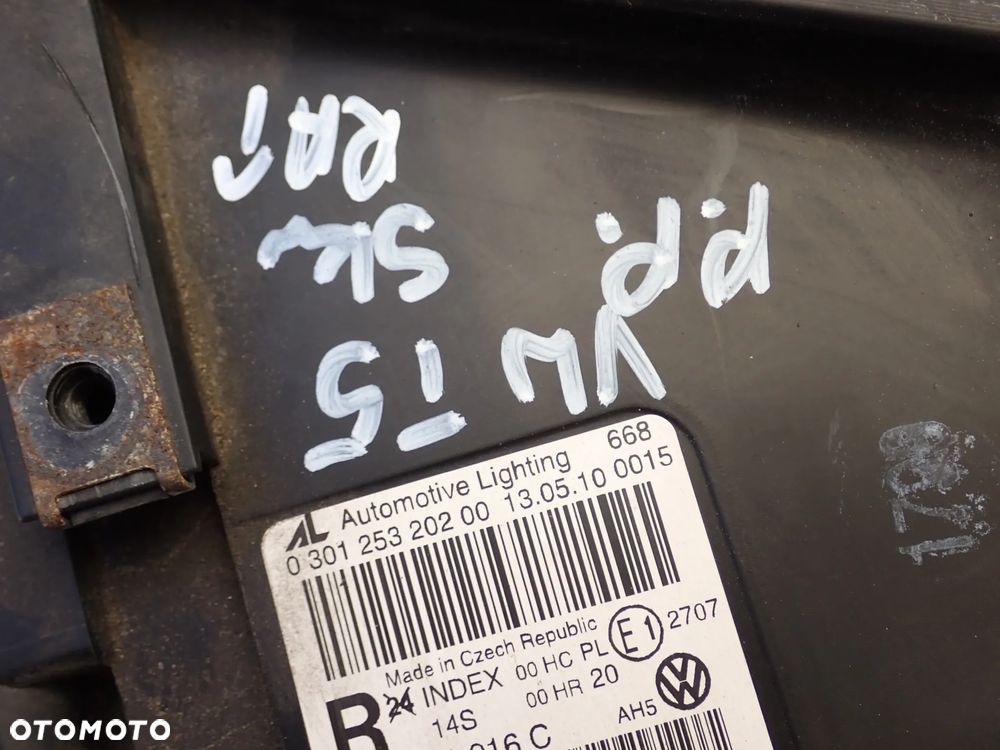 VW T5
P.P.
Automotive Lighting 668
0 301 253 202 00 13.05.10 0015
Made in Czech Republic
R 24 INDEX 00 HC PL E1 2707
14S 00 HR 20
016 C AH5
OTOMOTO